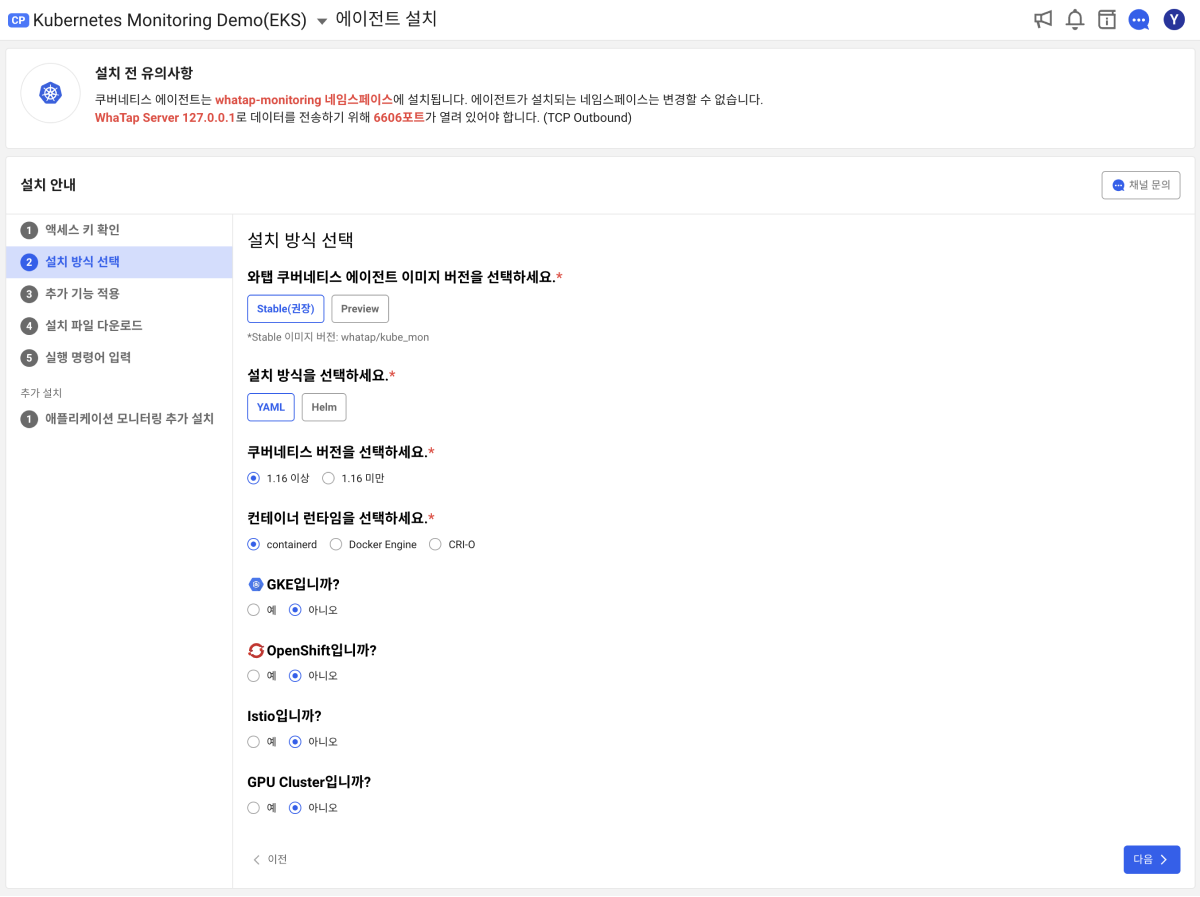 CP Kubernetes Monitoring Demo(EKS) 에이전트 설치
Y
설치 전 유의사항
쿠버네티스 에이전트는 whatap-monitoring 네임스페이스에 설치됩니다. 에이전트가 설치되는 네임스페이스는 변경할 수 없습니다.
WhaTap Server 127.0.0.1로 데이터를 전송하기 위해 6606포트가 열려 있어야 합니다. (TCP Outbound)
설치 안내
채널 문의
1 액세스 키 확인
2 설치 방식 선택
3 추가 기능 적용
4 설치 파일 다운로드
5 실행 명령어 입력
추가 설치
1 애플리케이션 모니터링 추가 설치
설치 방식 선택
와탭 쿠버네티스 에이전트 이미지 버전을 선택하세요.*
Stable(권장) Preview
*Stable 이미지 버전: whatap/kube_mon
설치 방식을 선택하세요.*
YAML Helm
쿠버네티스 버전을 선택하세요.*
1.16 이상 1.16 미만
컨테이너 런타임을 선택하세요.*
containerd Docker Engine CRI-O
GKE입니까?
예 아니오
OpenShift입니까?
예 아니오
Istio입니까?
예 아니오
GPU Cluster입니까?
예 아니오
이전
다음